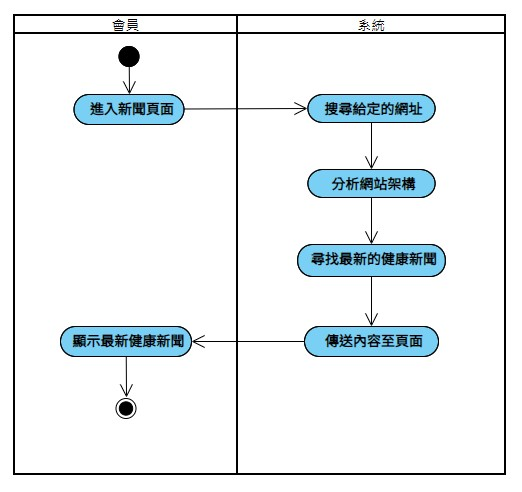 會員
系統
進入新聞頁面
搜尋給定的網址
分析網站架構
尋找最新的健康新聞
顯示最新健康新聞
傳送內容至頁面